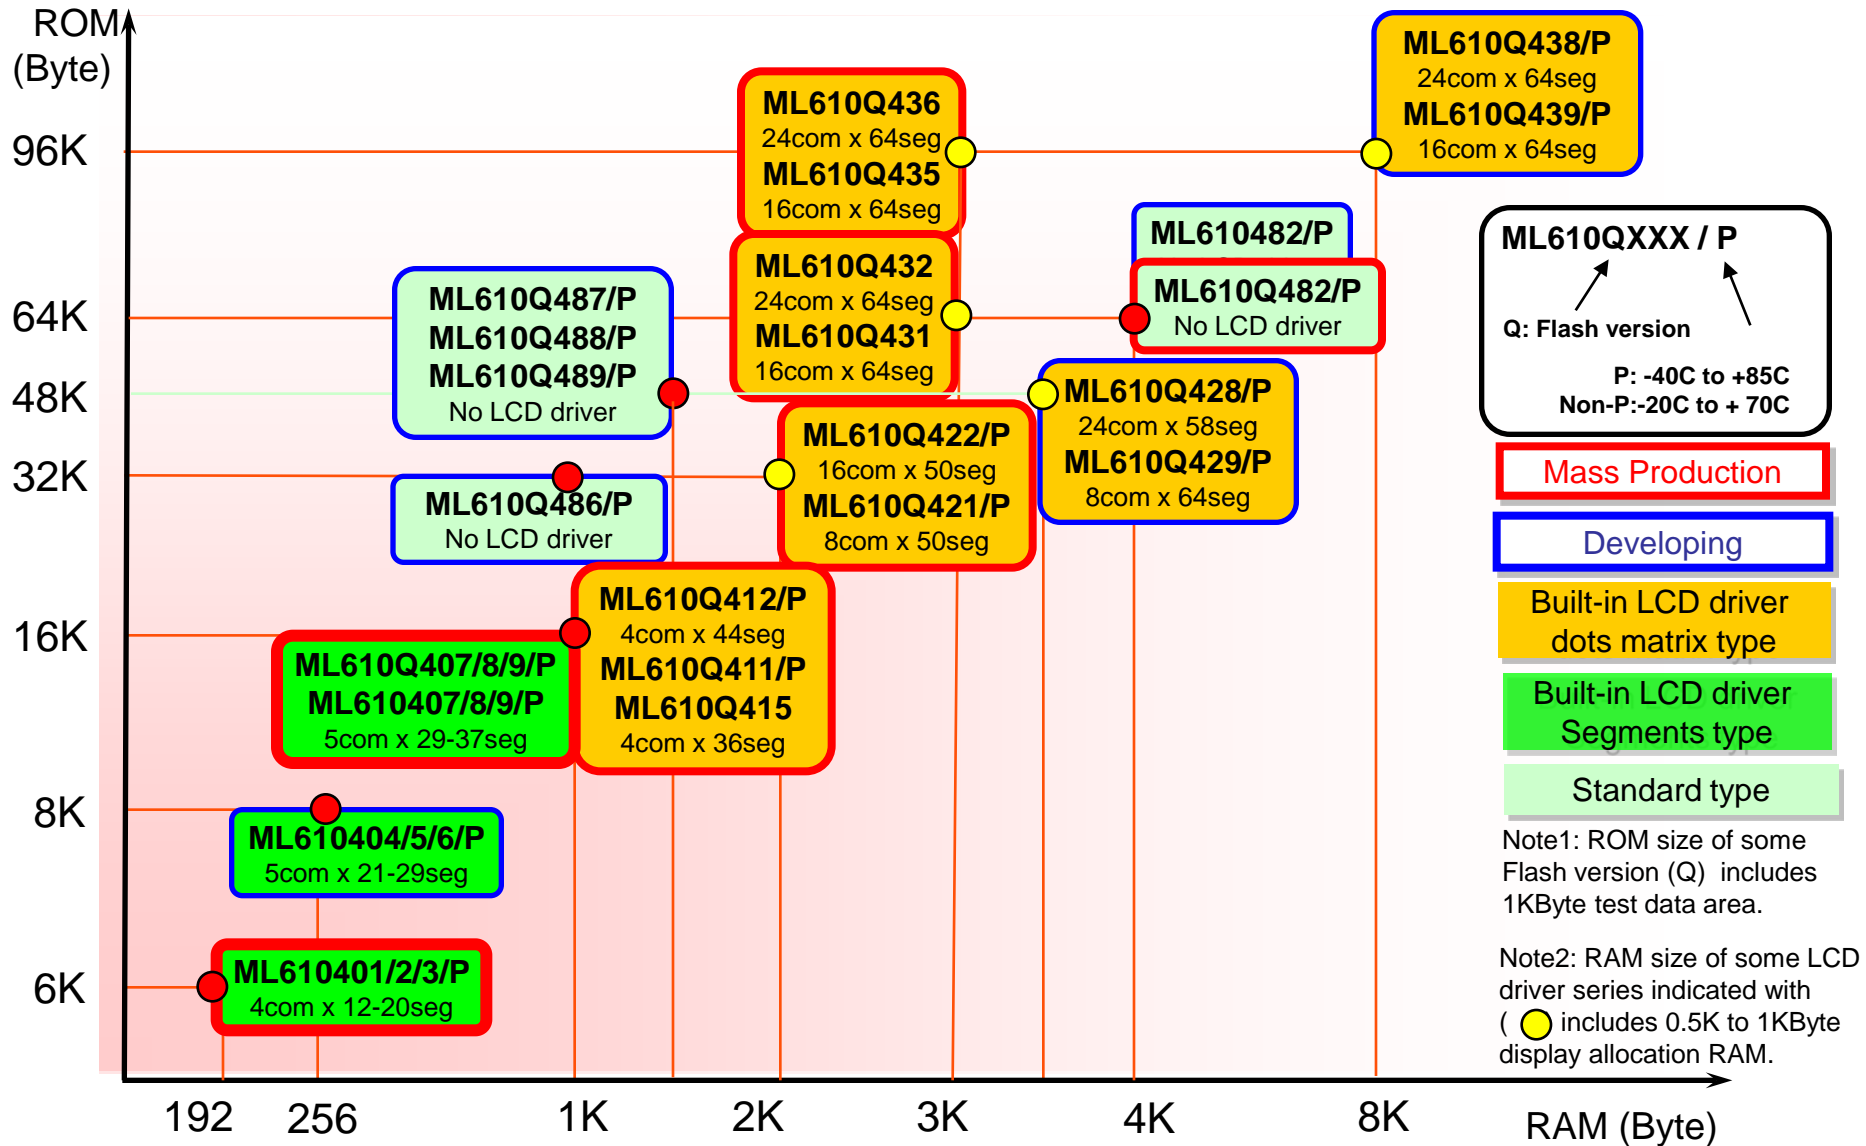 ROM
(Byte)
96K
64K
48K
32K
16K
8K
6K
192
256
1K
2K
3K
4K
8K
RAM (Byte)
ML610Q438/P
24com x 64seg
ML610Q439/P
16com x 64seg
ML610Q436
24com x 64seg
ML610Q435
16com x 64seg
ML610482/P
ML610Q482/P
No LCD driver
ML610Q432
24com x 64seg
ML610Q431
16com x 64seg
ML610Q487/P
ML610Q488/P
ML610Q489/P
No LCD driver
ML610Q428/P
24com x 58seg
ML610Q429/P
8com x 64seg
ML610Q422/P
16com x 50seg
ML610Q421/P
8com x 50seg
ML610Q486/P
No LCD driver
ML610Q412/P
4com x 44seg
ML610Q411/P
ML610Q415
4com x 36seg
ML610Q407/8/9/P
ML610407/8/9/P
5com x 29-37seg
ML610404/5/6/P
5com x 21-29seg
ML610401/2/3/P
4com x 12-20seg
ML610QXXX / P
Q: Flash version
P: -40C to +85C
Non-P:-20C to + 70C
Mass Production
Developing
Built-in LCD driver
dots matrix type
Built-in LCD driver
Segments type
Standard type
Note1: ROM size of some
Flash version (Q) includes
1KByte test data area.
Note2: RAM size of some LCD
driver series indicated with
( includes 0.5K to 1KByte
display allocation RAM.